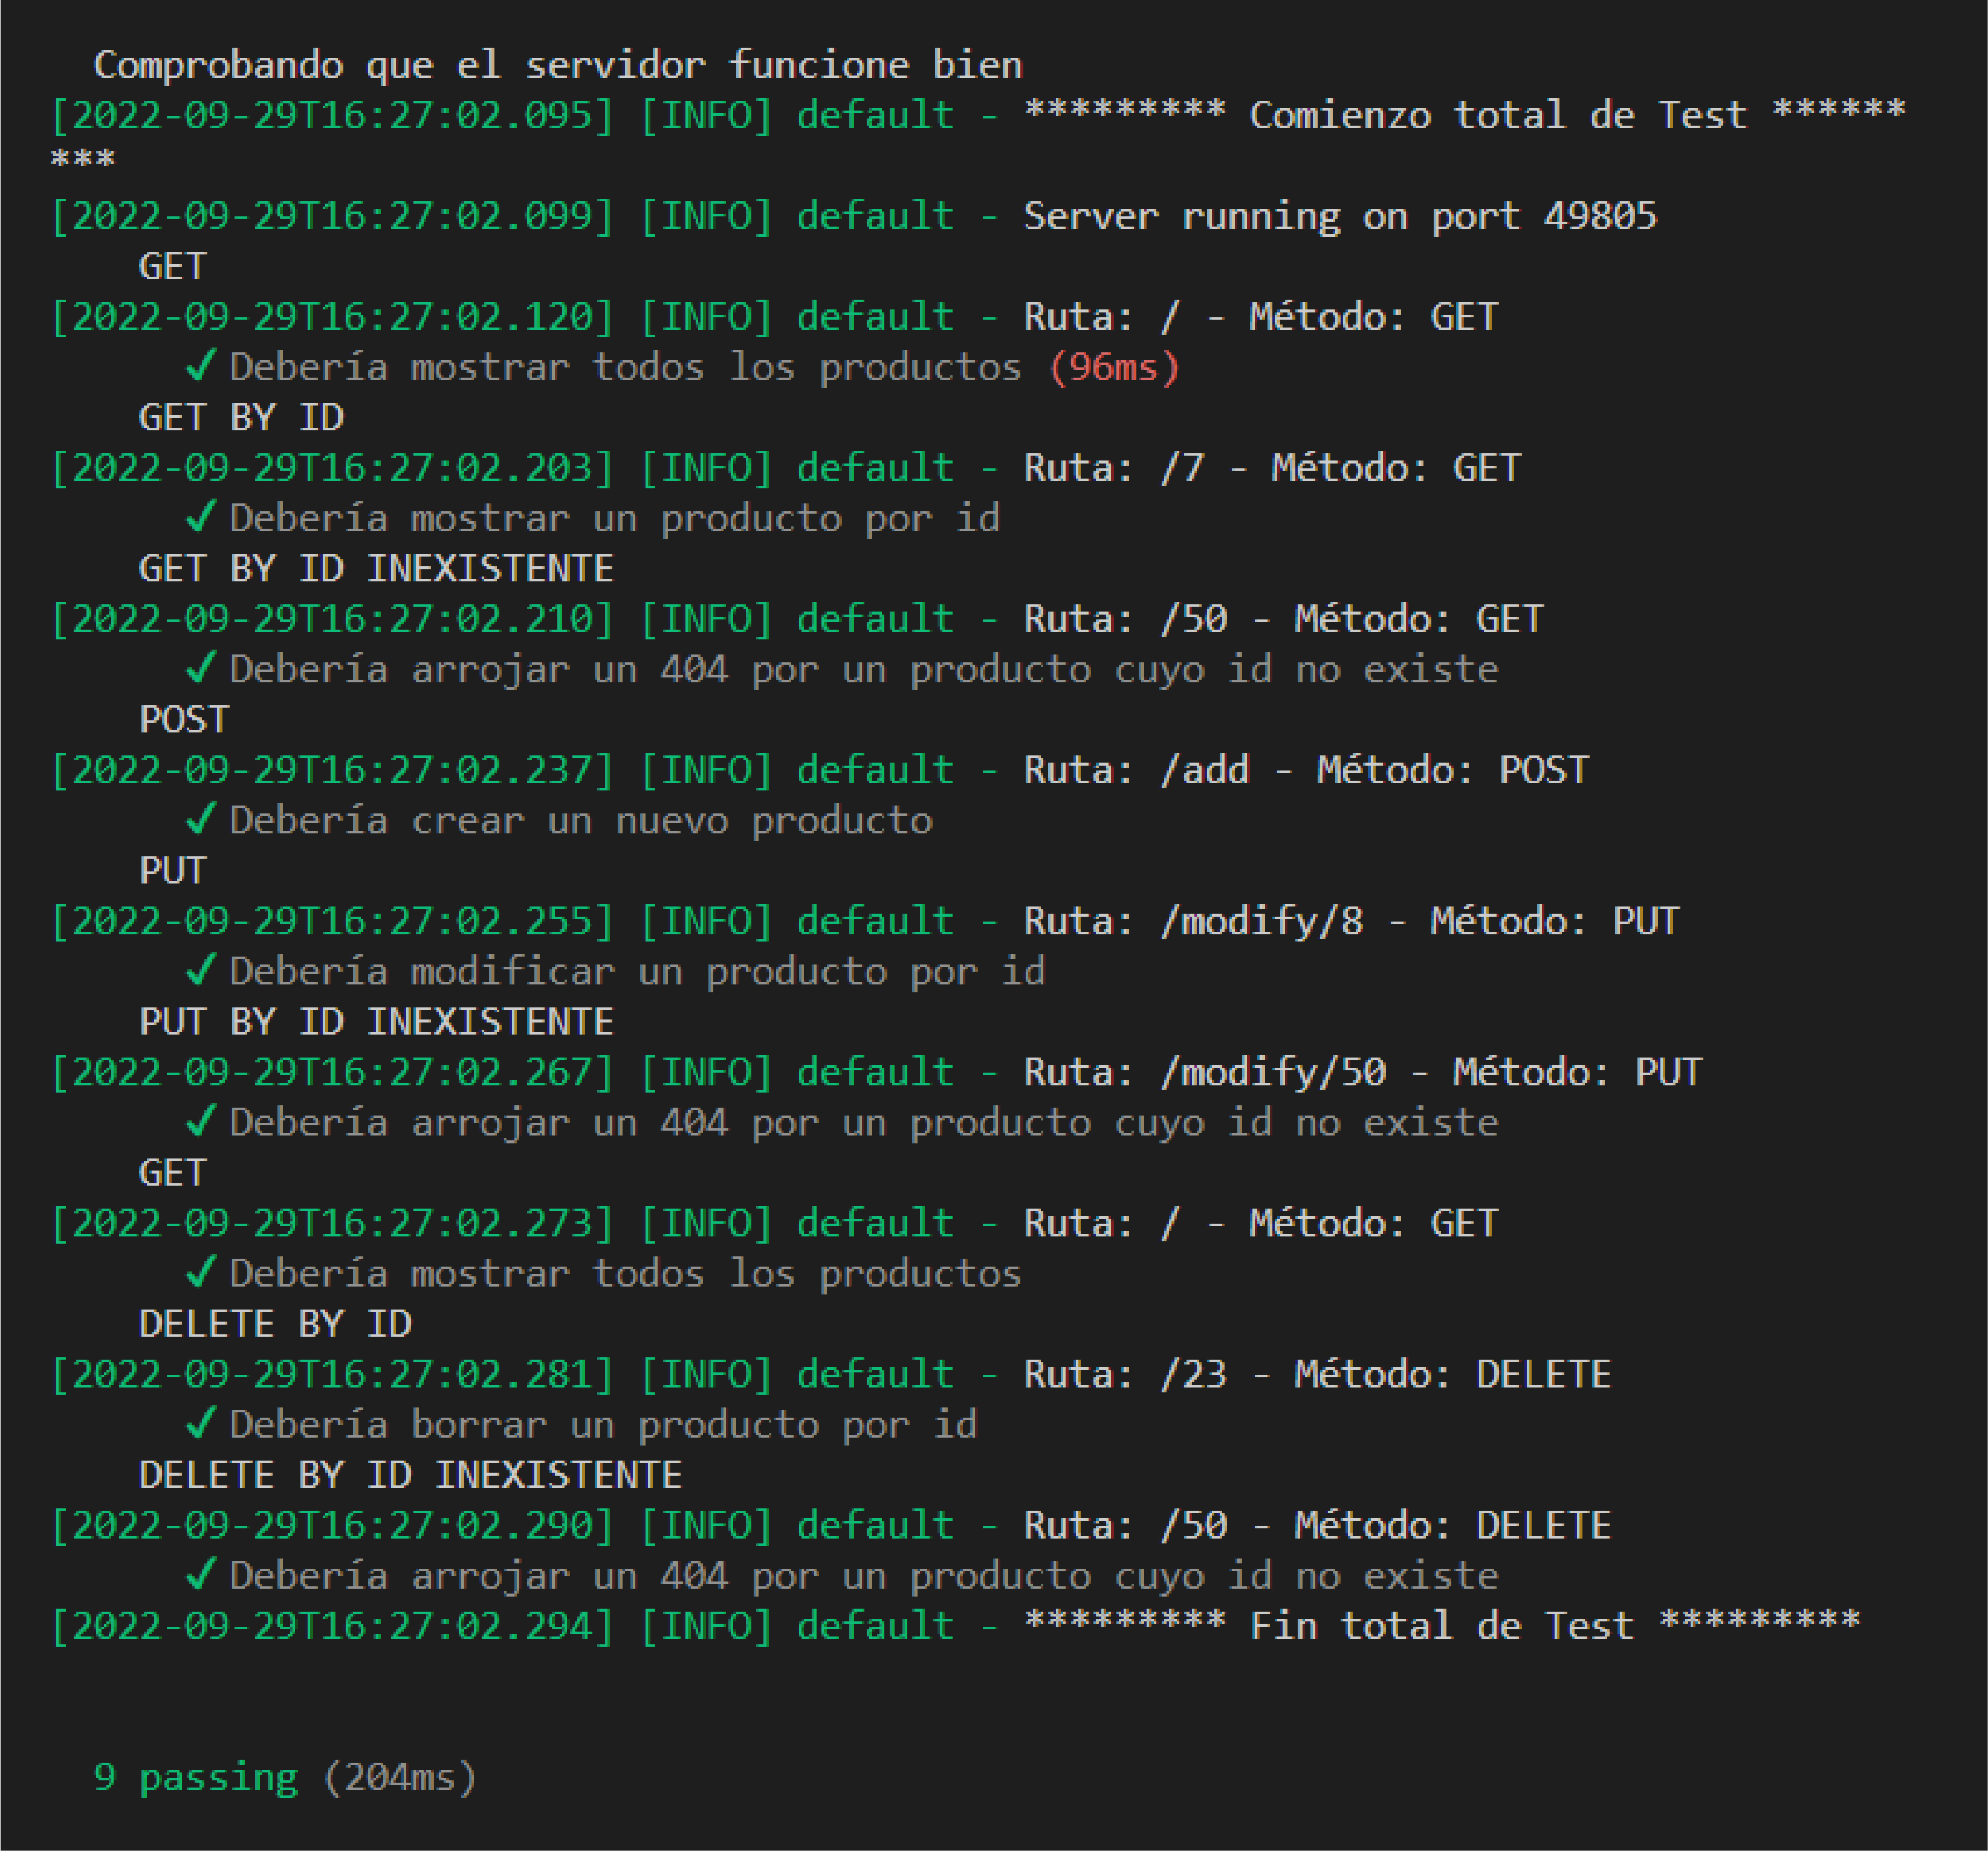 Comprobando que el servidor funcione bien
[2022-09-29T16:27:02.095] [INFO] default - ********* Comienzo total de Test ******
***
[2022-09-29T16:27:02.099] [INFO] default - Server running on port 49805
GET
[2022-09-29T16:27:02.120] [INFO] default - Ruta: / - Método: GET
✓ Debería mostrar todos los productos (96ms)
GET BY ID
[2022-09-29T16:27:02.203] [INFO] default - Ruta: /7 - Método: GET
✓ Debería mostrar un producto por id
GET BY ID INEXISTENTE
[2022-09-29T16:27:02.210] [INFO] default - Ruta: /50 - Método: GET
✓ Debería arrojar un 404 por un producto cuyo id no existe
POST
[2022-09-29T16:27:02.237] [INFO] default - Ruta: /add - Método: POST
✓ Debería crear un nuevo producto
PUT
[2022-09-29T16:27:02.255] [INFO] default - Ruta: /modify/8 - Método: PUT
✓ Debería modificar un producto por id
PUT BY ID INEXISTENTE
[2022-09-29T16:27:02.267] [INFO] default - Ruta: /modify/50 - Método: PUT
✓ Debería arrojar un 404 por un producto cuyo id no existe
GET
[2022-09-29T16:27:02.273] [INFO] default - Ruta: / - Método: GET
✓ Debería mostrar todos los productos
DELETE BY ID
[2022-09-29T16:27:02.281] [INFO] default - Ruta: /23 - Método: DELETE
✓ Debería borrar un producto por id
DELETE BY ID INEXISTENTE
[2022-09-29T16:27:02.290] [INFO] default - Ruta: /50 - Método: DELETE
✓ Debería arrojar un 404 por un producto cuyo id no existe
[2022-09-29T16:27:02.294] [INFO] default - ********* Fin total de Test *********
9 passing (204ms)